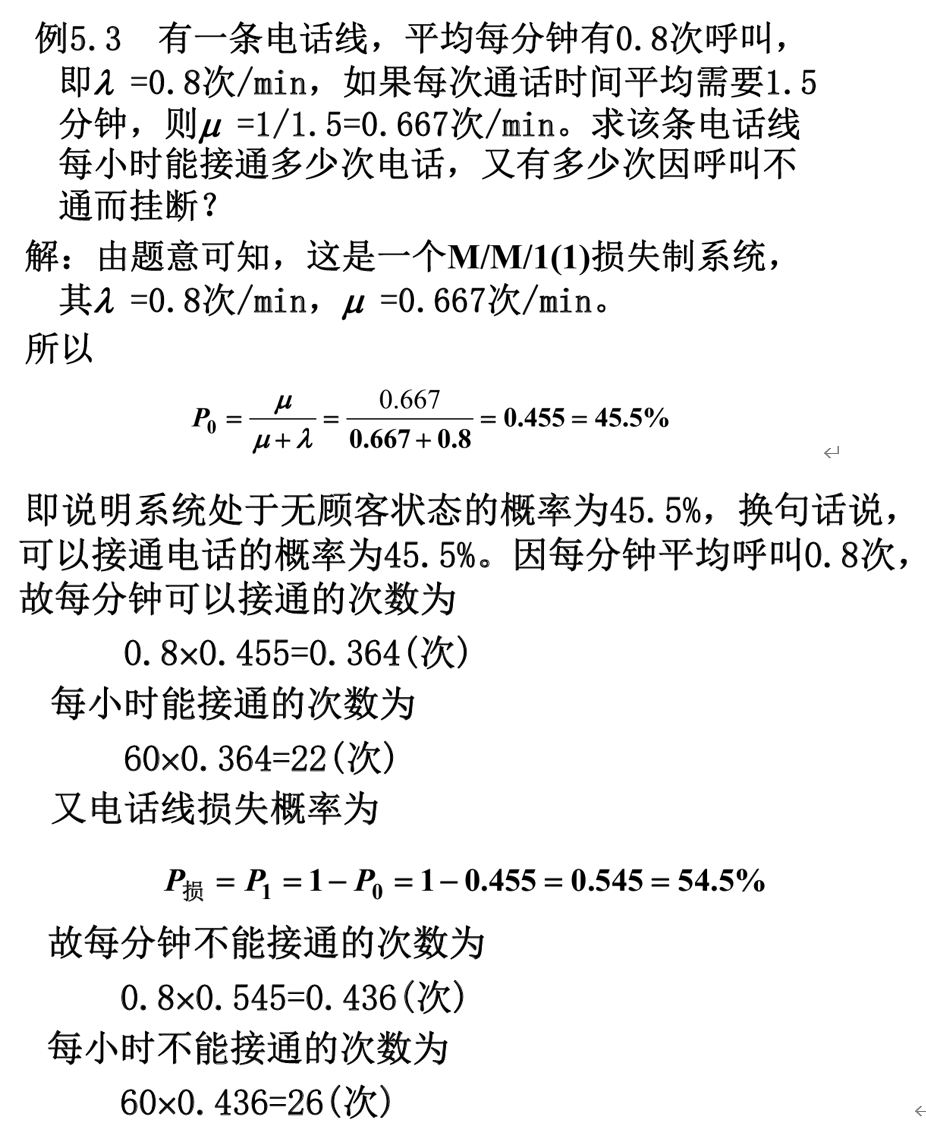 例5.3 有一条电话线，平均每分钟有0.8次呼叫，
即λ =0.8次/min，如果每次通话时间平均需要1.5
分钟，则μ =1/1.5=0.667次/min。求该条电话线
每小时能接通多少次电话，又有多少次因呼叫不
通而挂断？
解：由题意可知，这是一个M/M/1(1)损失制系统，
其λ =0.8次/min，μ =0.667次/min。
所以
P₀ = μ/(μ+λ) = 0.667/(0.667+0.8) = 0.455 = 45.5%
即说明系统处于无顾客状态的概率为45.5%，换句话说，
可以接通电话的概率为45.5%。因每分钟平均呼叫0.8次，
故每分钟可以接通的次数为
0.8×0.455=0.364(次)
每小时能接通的次数为
60×0.364=22(次)
又电话线损失概率为
P损 = P₁ = 1 − P₀ = 1 − 0.455 = 0.545 = 54.5%
故每分钟不能接通的次数为
0.8×0.545=0.436(次)
每小时不能接通的次数为
60×0.436=26(次)